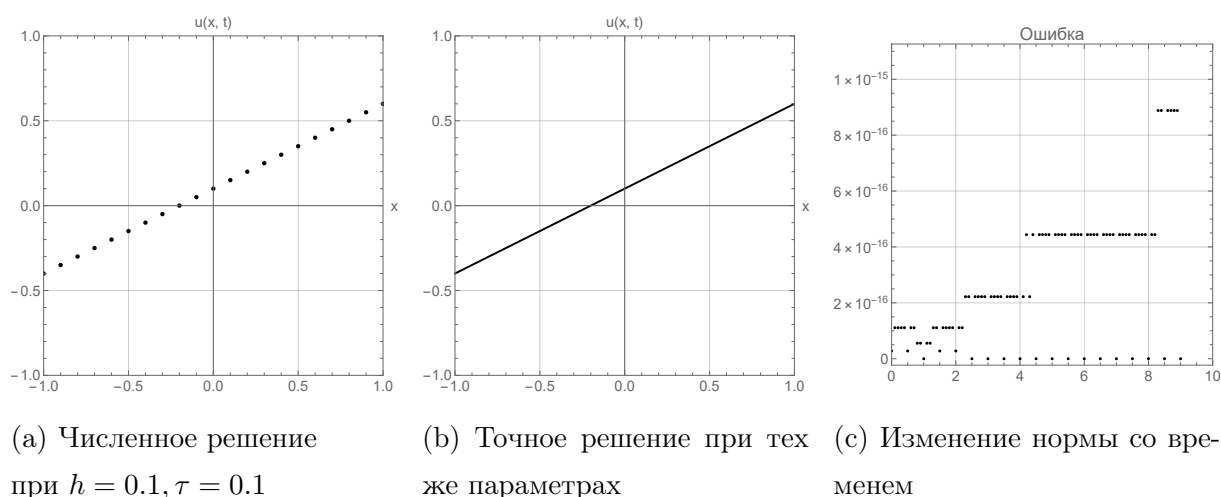 u(x, t)
1.0
0.5
0.0
−0.5
−1.0
−1.0 −0.5 0.0 0.5 1.0
x
u(x, t)
1.0
0.5
0.0
−0.5
−1.0
−1.0 −0.5 0.0 0.5 1.0
x
Ошибка
1 × 10⁻¹⁵
8 × 10⁻¹⁶
6 × 10⁻¹⁶
4 × 10⁻¹⁶
2 × 10⁻¹⁶
0
0 2 4 6 8 10
(a) Численное решение
при h = 0.1, τ = 0.1
(b) Точное решение при тех
же параметрах
(c) Изменение нормы со вре-
менем